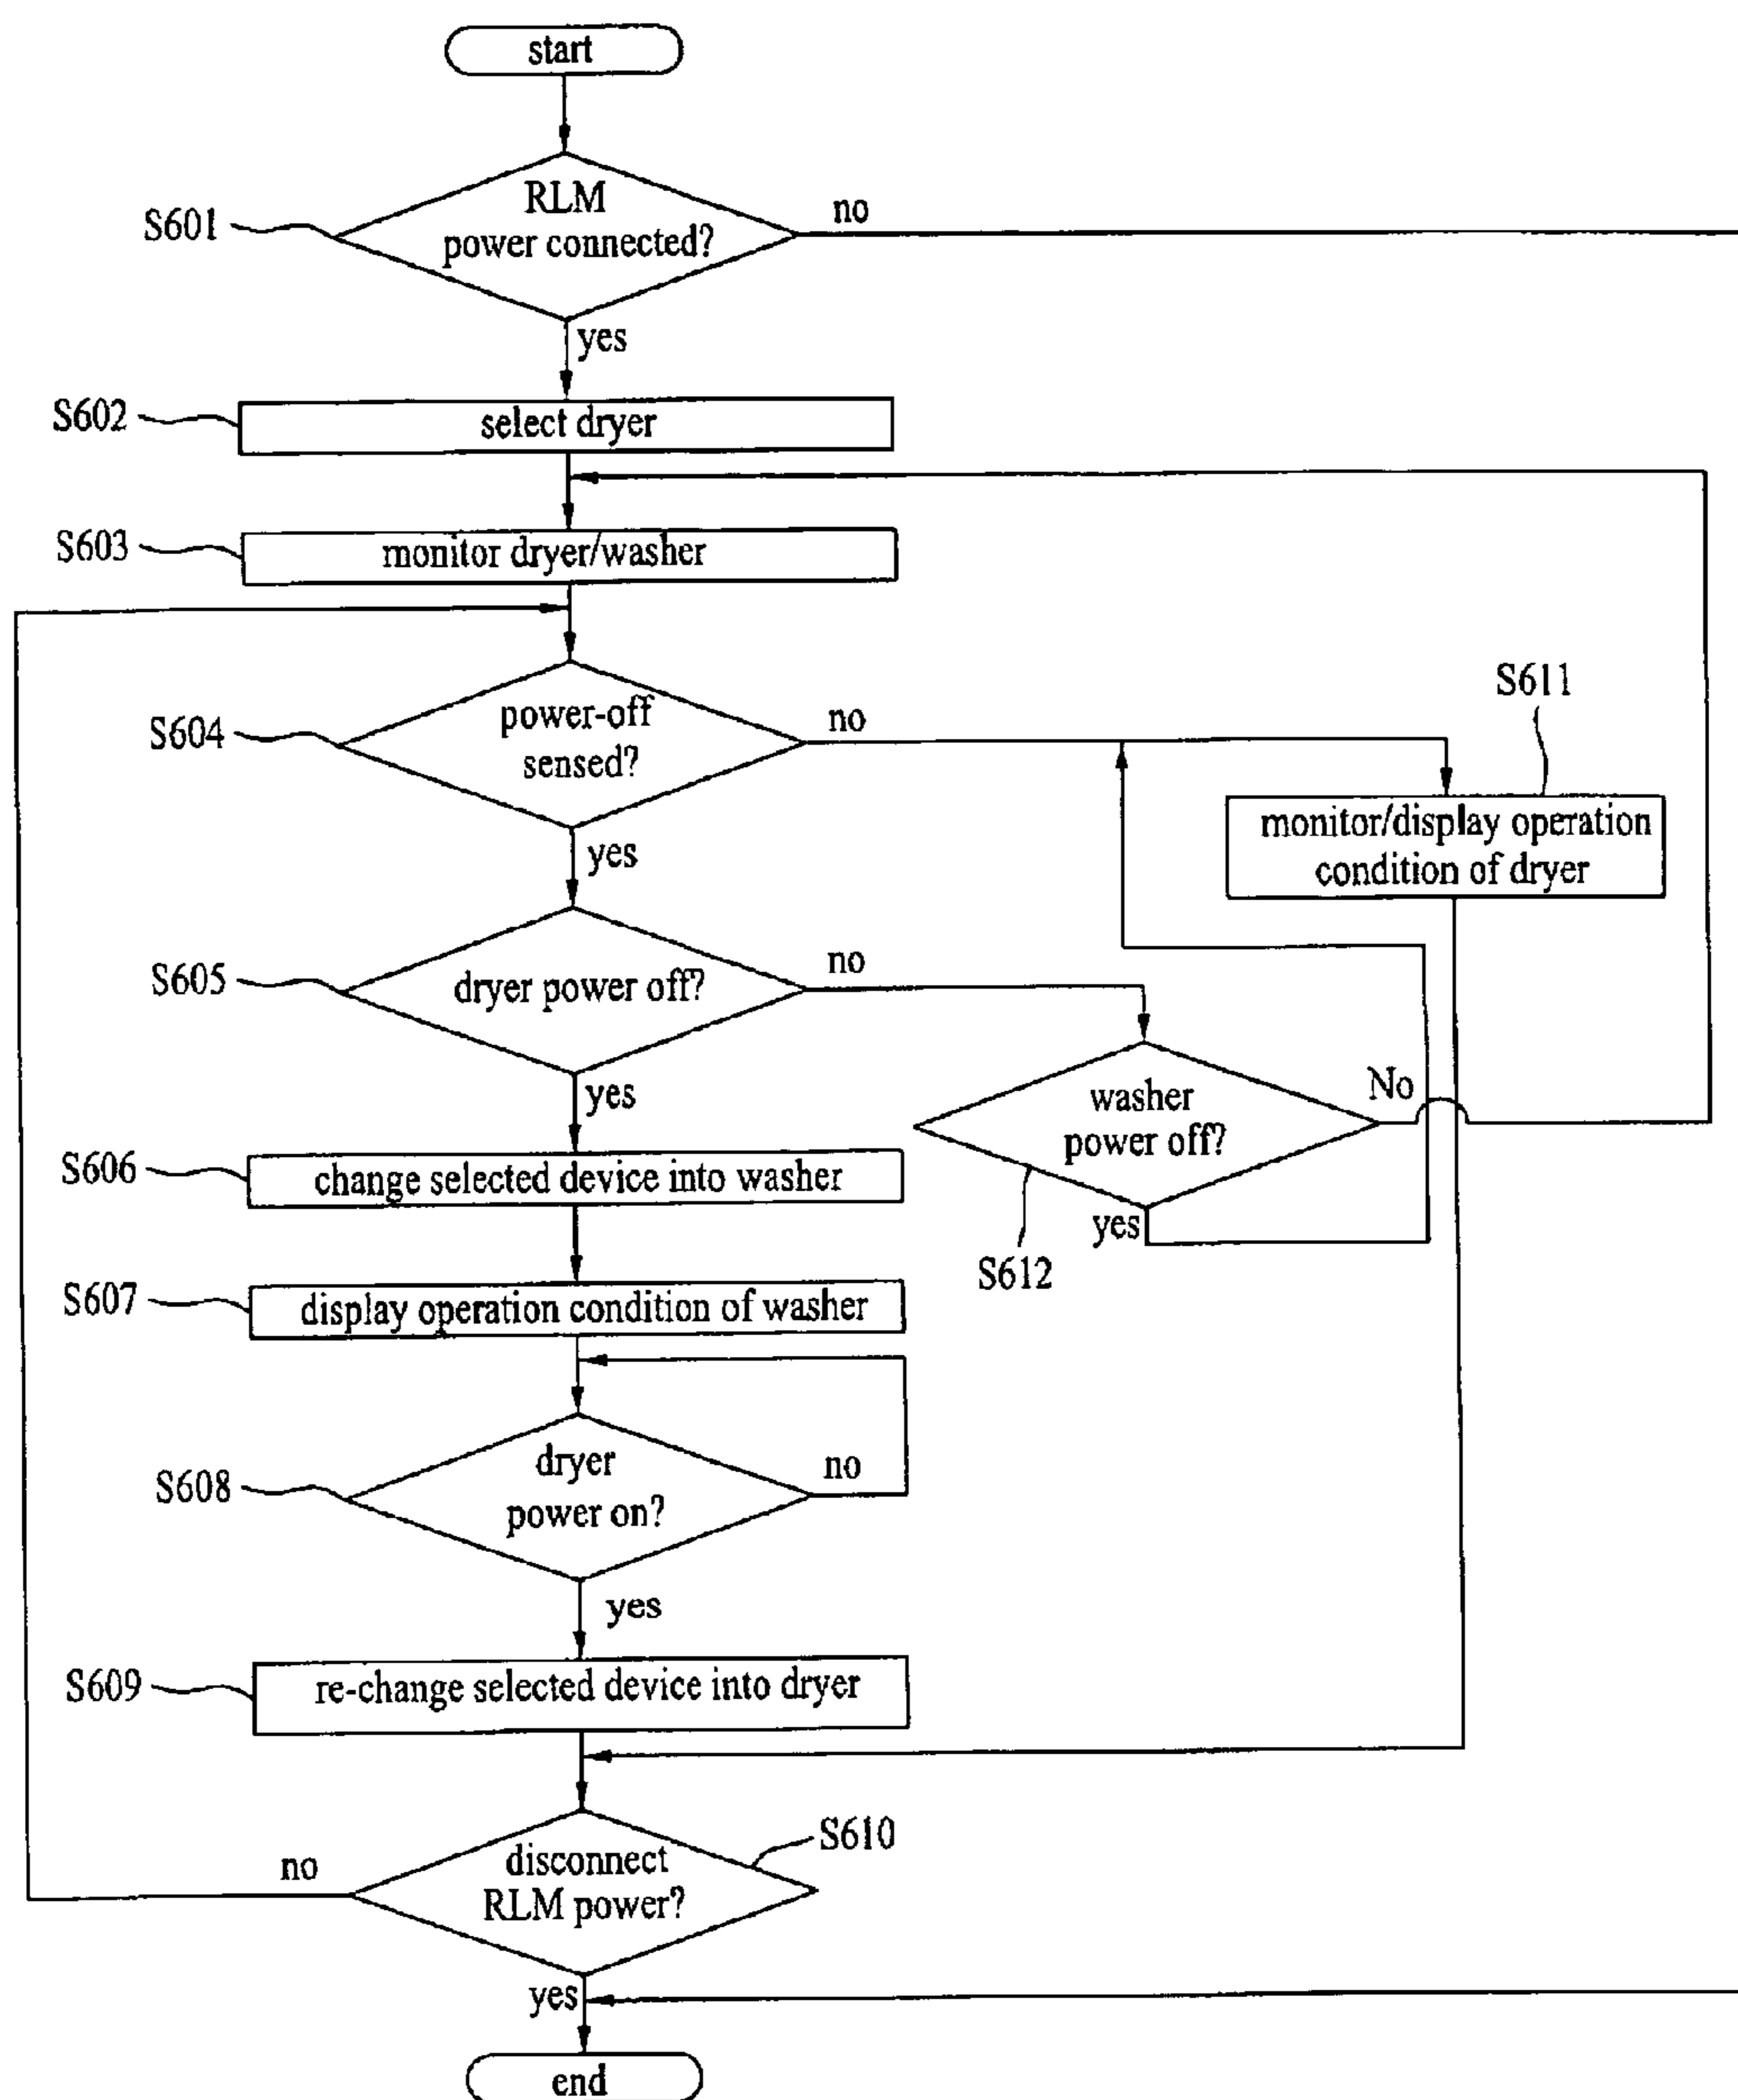 start
S601
RLM
power connected?
no
yes
S602
select dryer
S603
monitor dryer/washer
S604
power-off
sensed?
no
yes
S611
monitor/display operation
condition of dryer
S605
dryer power off?
no
yes
washer
power off?
No
yes
S612
S606
change selected device into washer
S607
display operation condition of washer
S608
dryer
power on?
no
yes
S609
re-change selected device into dryer
S610
disconnect
RLM power?
no
yes
end